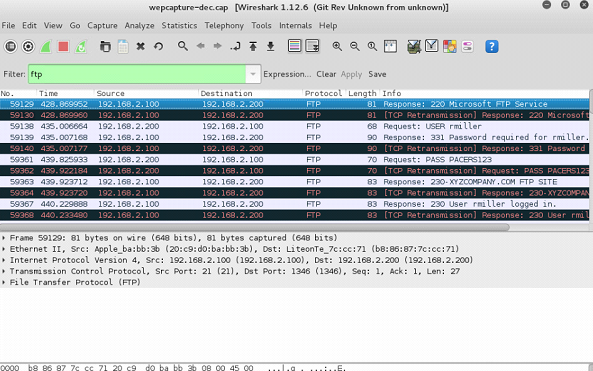 wepcapture-dec.cap [Wireshark 1.12.6 (Git Rev Unknown from unknown)]
File Edit View Go Capture Analyze Statistics Telephony Tools Internals Help
Filter: ftp Expression... Clear Apply Save
No. Time Source Destination Protocol Length Info
59129 428.869952 192.168.2.100 192.168.2.200 FTP 81 Response: 220 Microsoft FTP Service
59130 428.869960 192.168.2.100 192.168.2.200 FTP 81 [TCP Retransmission] Response: 220 M
59138 435.006664 192.168.2.200 192.168.2.100 FTP 68 Request: USER rmiller
59139 435.007168 192.168.2.100 192.168.2.200 FTP 90 Response: 331 Password required for rmiller.
59140 435.007177 192.168.2.100 192.168.2.200 FTP 90 [TCP Retransmission] Response: 331 Password
59361 439.825933 192.168.2.200 192.168.2.100 FTP 70 Request: PASS PACERS123
59362 439.922184 192.168.2.200 192.168.2.100 FTP 70 [TCP Retransmission] Request: PASS PACERS123
59363 439.923712 192.168.2.100 192.168.2.200 FTP 83 Response: 230-XYZCOMPANY.COM FTP SITE
59364 439.923720 192.168.2.100 192.168.2.200 FTP 83 [TCP Retransmission] Response: 230-XYZCOMPAN
59367 440.229888 192.168.2.100 192.168.2.200 FTP 83 Response: 230 User rmiller logged in.
59368 440.233480 192.168.2.100 192.168.2.200 FTP 83 [TCP Retransmission] Response: 230 User rmil
Frame 59129: 81 bytes on wire (648 bits), 81 bytes captured (648 bits)
Ethernet II, Src: Apple_ba:bb:3b (20:c9:d0:ba:bb:3b), Dst: LiteonTe_7c:cc:71 (b8:86:87:7c:cc:71)
Internet Protocol Version 4, Src: 192.168.2.100 (192.168.2.100), Dst: 192.168.2.200 (192.168.2.200)
Transmission Control Protocol, Src Port: 21 (21), Dst Port: 1346 (1346), Seq: 1, Ack: 1, Len: 27
File Transfer Protocol (FTP)
0000 b8 86 87 7c cc 71 20 c9 d0 ba bb 3b 08 00 45 00 ...|.q . ...;..E.